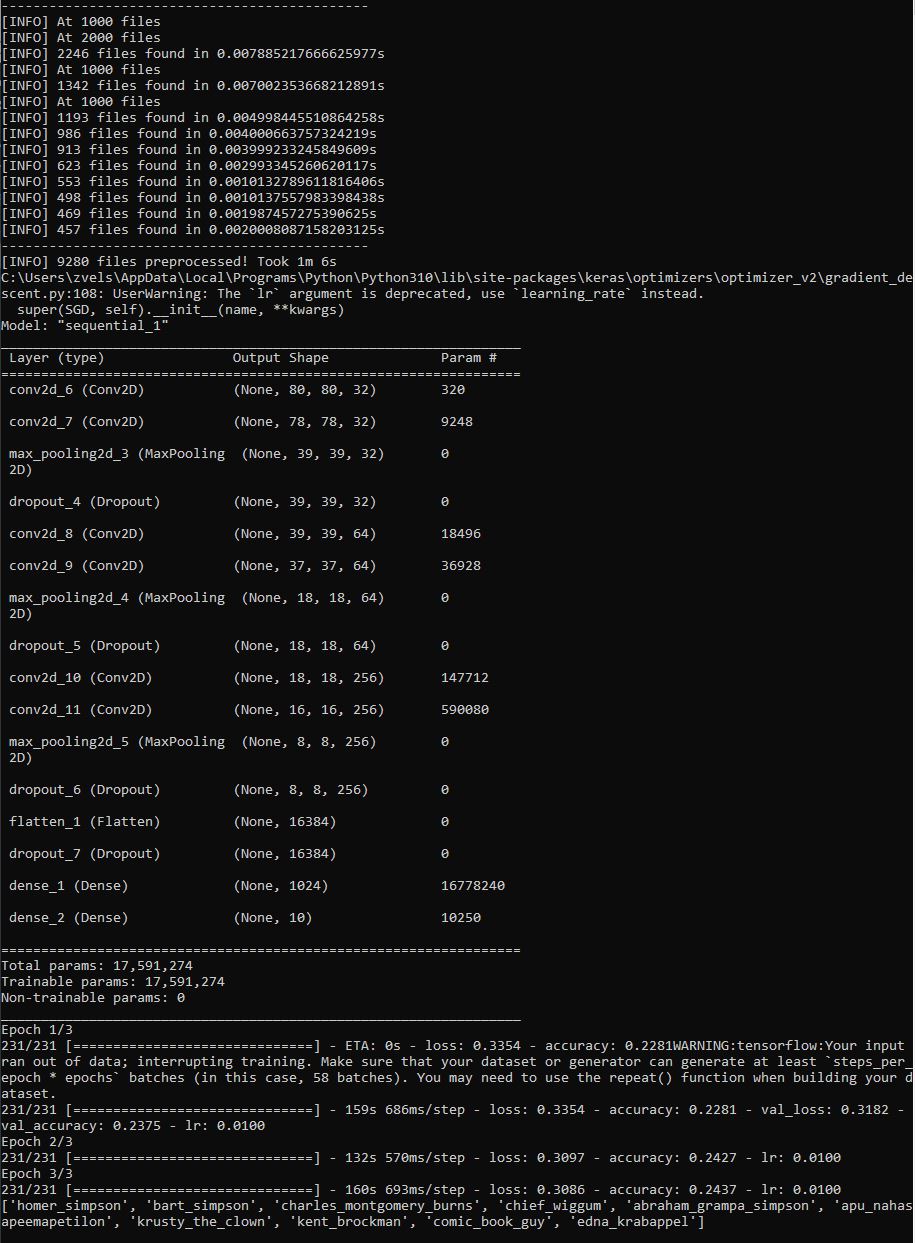 ----------------------------------------------
[INFO] At 1000 files
[INFO] At 2000 files
[INFO] 2246 files found in 0.007885217666625977s
[INFO] At 1000 files
[INFO] 1342 files found in 0.007002353668212891s
[INFO] At 1000 files
[INFO] 1193 files found in 0.004998445510864258s
[INFO] 986 files found in 0.004000663757324219s
[INFO] 913 files found in 0.003999233245849609s
[INFO] 623 files found in 0.002993345260620117s
[INFO] 553 files found in 0.0010132789611816406s
[INFO] 498 files found in 0.0010137557983398438s
[INFO] 469 files found in 0.001987457275390625s
[INFO] 457 files found in 0.0020008087158203125s
----------------------------------------------
[INFO] 9280 files preprocessed! Took 1m 6s
C:\Users\zvels\AppData\Local\Programs\Python\Python310\lib\site-packages\keras\optimizers\optimizer_v2\gradient_de
scent.py:108: UserWarning: The `lr` argument is deprecated, use `learning_rate` instead.
  super(SGD, self).__init__(name, **kwargs)
Model: "sequential_1"
_________________________________________________________________
 Layer (type)                Output Shape              Param #
=================================================================
 conv2d_6 (Conv2D)           (None, 80, 80, 32)        320
 conv2d_7 (Conv2D)           (None, 78, 78, 32)        9248
 max_pooling2d_3 (MaxPooling  (None, 39, 39, 32)       0
 2D)
 dropout_4 (Dropout)         (None, 39, 39, 32)        0
 conv2d_8 (Conv2D)           (None, 39, 39, 64)        18496
 conv2d_9 (Conv2D)           (None, 37, 37, 64)        36928
 max_pooling2d_4 (MaxPooling  (None, 18, 18, 64)       0
 2D)
 dropout_5 (Dropout)         (None, 18, 18, 64)        0
 conv2d_10 (Conv2D)          (None, 18, 18, 256)       147712
 conv2d_11 (Conv2D)          (None, 16, 16, 256)       590080
 max_pooling2d_5 (MaxPooling  (None, 8, 8, 256)        0
 2D)
 dropout_6 (Dropout)         (None, 8, 8, 256)         0
 flatten_1 (Flatten)         (None, 16384)             0
 dropout_7 (Dropout)         (None, 16384)             0
 dense_1 (Dense)             (None, 1024)              16778240
 dense_2 (Dense)             (None, 10)                10250
=================================================================
Total params: 17,591,274
Trainable params: 17,591,274
Non-trainable params: 0
_________________________________________________________________
Epoch 1/3
231/231 [==============================] - ETA: 0s - loss: 0.3354 - accuracy: 0.2281WARNING:tensorflow:Your input
ran out of data; interrupting training. Make sure that your dataset or generator can generate at least `steps_per_
epoch * epochs` batches (in this case, 58 batches). You may need to use the repeat() function when building your d
ataset.
231/231 [==============================] - 159s 686ms/step - loss: 0.3354 - accuracy: 0.2281 - val_loss: 0.3182 -
val_accuracy: 0.2375 - lr: 0.0100
Epoch 2/3
231/231 [==============================] - 132s 570ms/step - loss: 0.3097 - accuracy: 0.2427 - lr: 0.0100
Epoch 3/3
231/231 [==============================] - 160s 693ms/step - loss: 0.3086 - accuracy: 0.2437 - lr: 0.0100
['homer_simpson', 'bart_simpson', 'charles_montgomery_burns', 'chief_wiggum', 'abraham_grampa_simpson', 'apu_nahas
apeemapetilon', 'krusty_the_clown', 'kent_brockman', 'comic_book_guy', 'edna_krabappel']